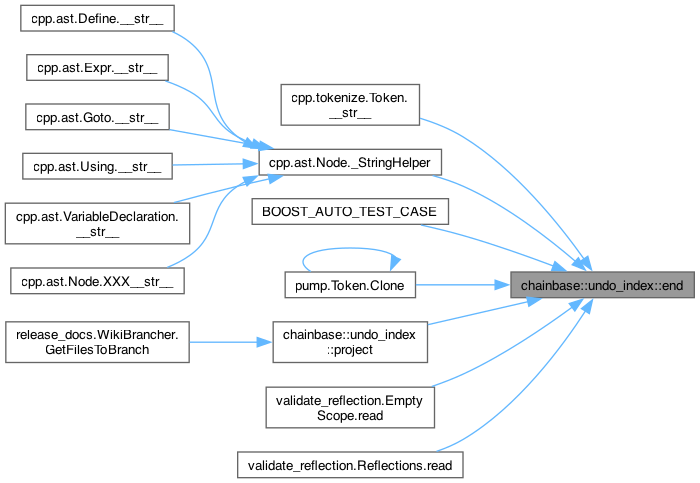 cpp.ast.Define.__str__
cpp.ast.Expr.__str__
cpp.ast.Goto.__str__
cpp.ast.Using.__str__
cpp.ast.VariableDeclaration.
__str__
cpp.ast.Node.XXX__str__
release_docs.WikiBrancher.
GetFilesToBranch
cpp.tokenize.Token.
__str__
cpp.ast.Node._StringHelper
BOOST_AUTO_TEST_CASE
pump.Token.Clone
chainbase::undo_index
::project
validate_reflection.Empty
Scope.read
validate_reflection.Reflections.read
chainbase::undo_index::end